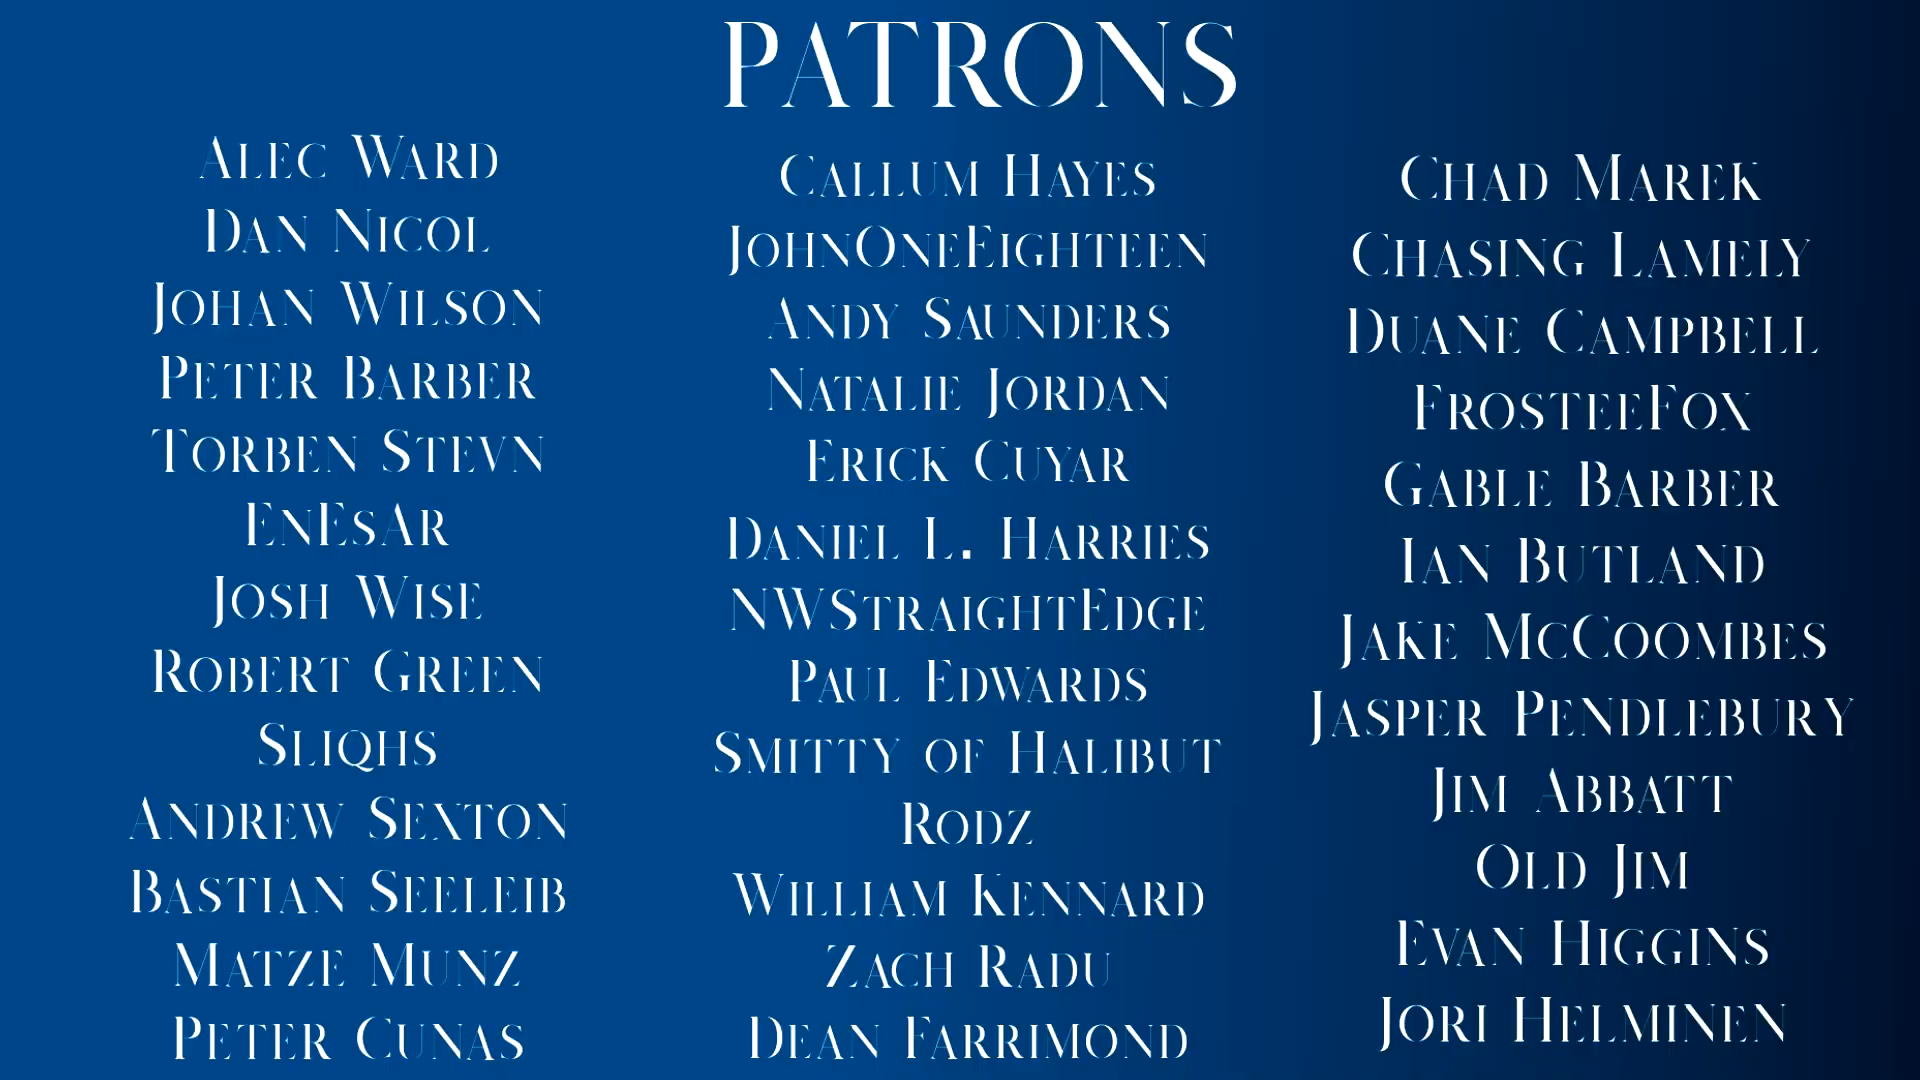 PATRONS
Alec Ward
Dan Nicol
Johan Wilson
Peter Barber
Torben Stevn
EnEsAr
Josh Wise
Robert Green
Sliqhs
Andrew Sexton
Bastian Seeleib
Matze Munz
Peter Cunas
Callum Hayes
JohnOneEighteen
Andy Saunders
Natalie Jordan
Erick Cuyar
Daniel L. Harries
NWStraightEdge
Paul Edwards
Smitty of Halibut
Rodz
William Kennard
Zach Radu
Dean Farrimond
Chad Marek
Chasing Lamely
Duane Campbell
FrosteeFox
Gable Barber
Ian Butland
Jake McCoombes
Jasper Pendlebury
Jim Abbatt
Old Jim
Evan Higgins
Jori Helminen